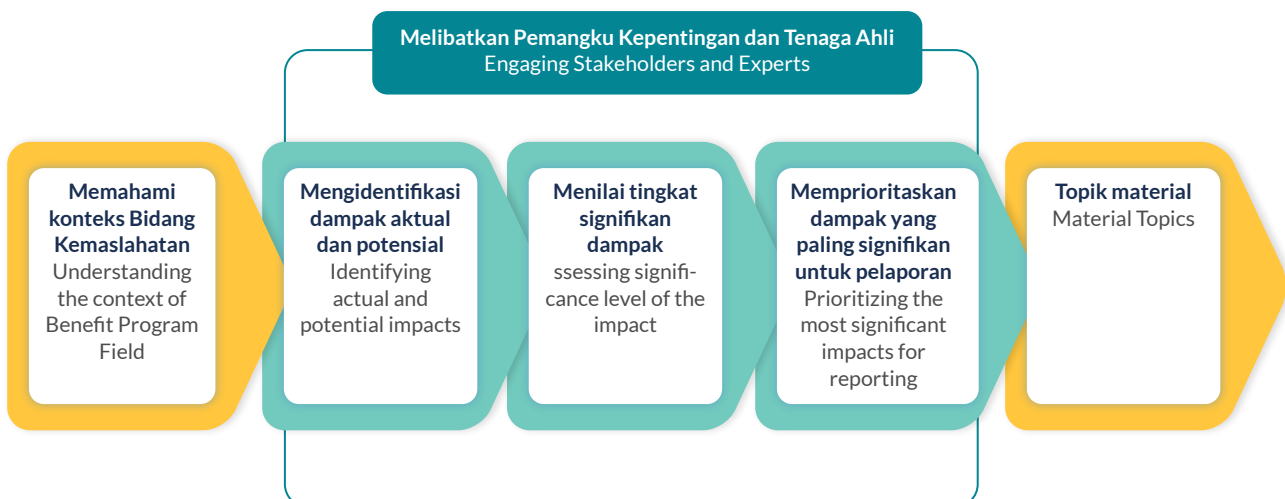 Melibatkan Pemangku Kepentingan dan Tenaga Ahli
Engaging Stakeholders and Experts
Memahami
konteks Bidang
Kemaslahatan
Understanding
the context of
Benefit Program
Field
Mengidentifikasi
dampak aktual
dan potensial
Identifying
actual and
potential impacts
Menilai tingkat
signifikan
dampak
ssessing signifi-
cance level of the
impact
Memprioritaskan
dampak yang
paling signifikan
untuk pelaporan
Prioritizing the
most significant
impacts for
reporting
Topik material
Material Topics